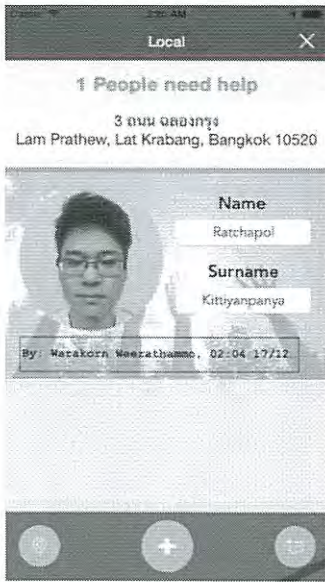 Local
1 People need help
3 ถนน ฉลองกรุง
Lam Prathew, Lat Krabang, Bangkok 10520
Name
Ratchapol
Surname
Kittiyanpanya
By: Warakorn Weerathammo, 02:04 17/12